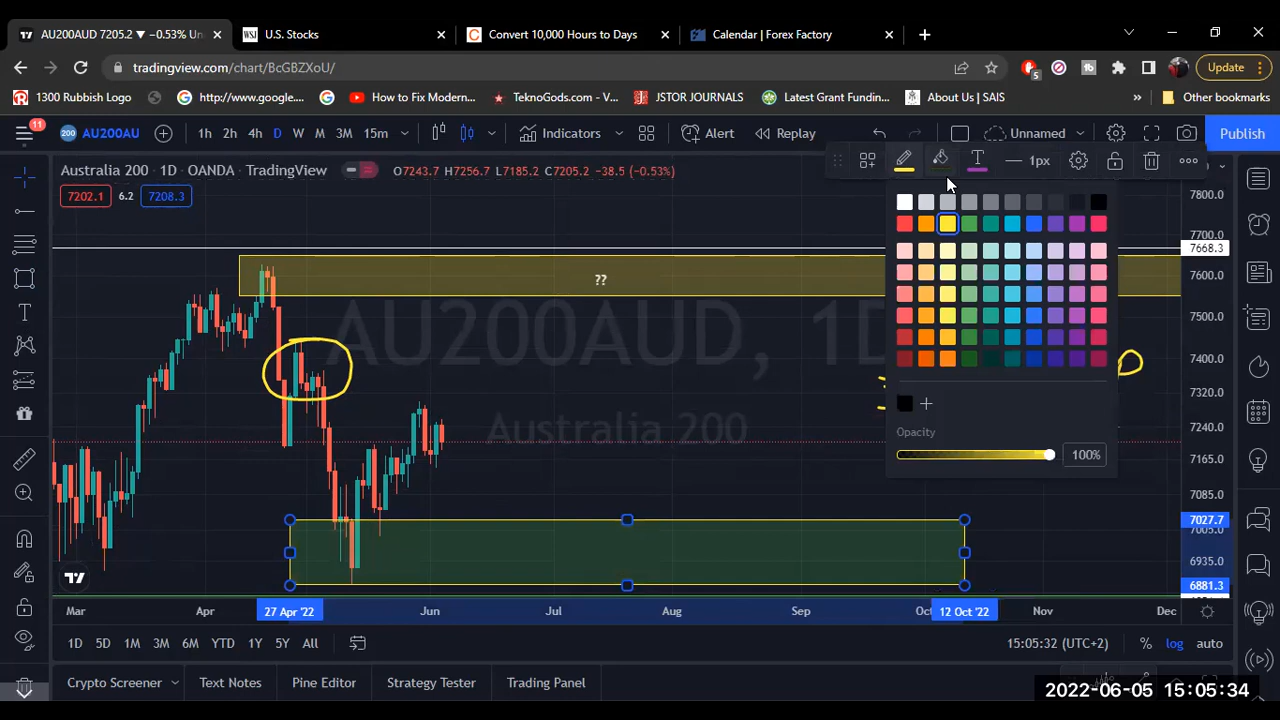 AU200AUD 7205.2 ▼ −0.53% Un
U.S. Stocks
Convert 10,000 Hours to Days
Calendar | Forex Factory
tradingview.com/chart/BcGBZXoU/
5
Update
1300 Rubbish Logo
http://www.google....
How to Fix Modern...
TeknoGods.com - V...
JSTOR JOURNALS
Latest Grant Funding...
About Us | SAIS
Other bookmarks
11
200
AU200AU
1h 2h 4h D W M 3M 15m
Indicators
Alert
Replay
Unnamed
Publish
Australia 200 · 1D · OANDA · TradingView
O7243.7 H7256.7 L7185.2 C7205.2 −38.5 (−0.53%)
1px
7202.1 6.2 7208.3
7800.0
7700.0
7668.3
7600.0
7500.0
7400.0
7320.0
7240.0
7165.0
7085.0
7027.7
7005.0
6935.0
6881.3
??
AU200AUD, 1D
Australia 200
Opacity
100%
Mar Apr 27 Apr '22 Jun Jul Aug Sep Oct 12 Oct '22 Nov Dec
1D 5D 1M 3M 6M YTD 1Y 5Y All
15:05:32 (UTC+2)
% log auto
Crypto Screener
Text Notes
Pine Editor
Strategy Tester
Trading Panel
2022-06-05 15:05:34